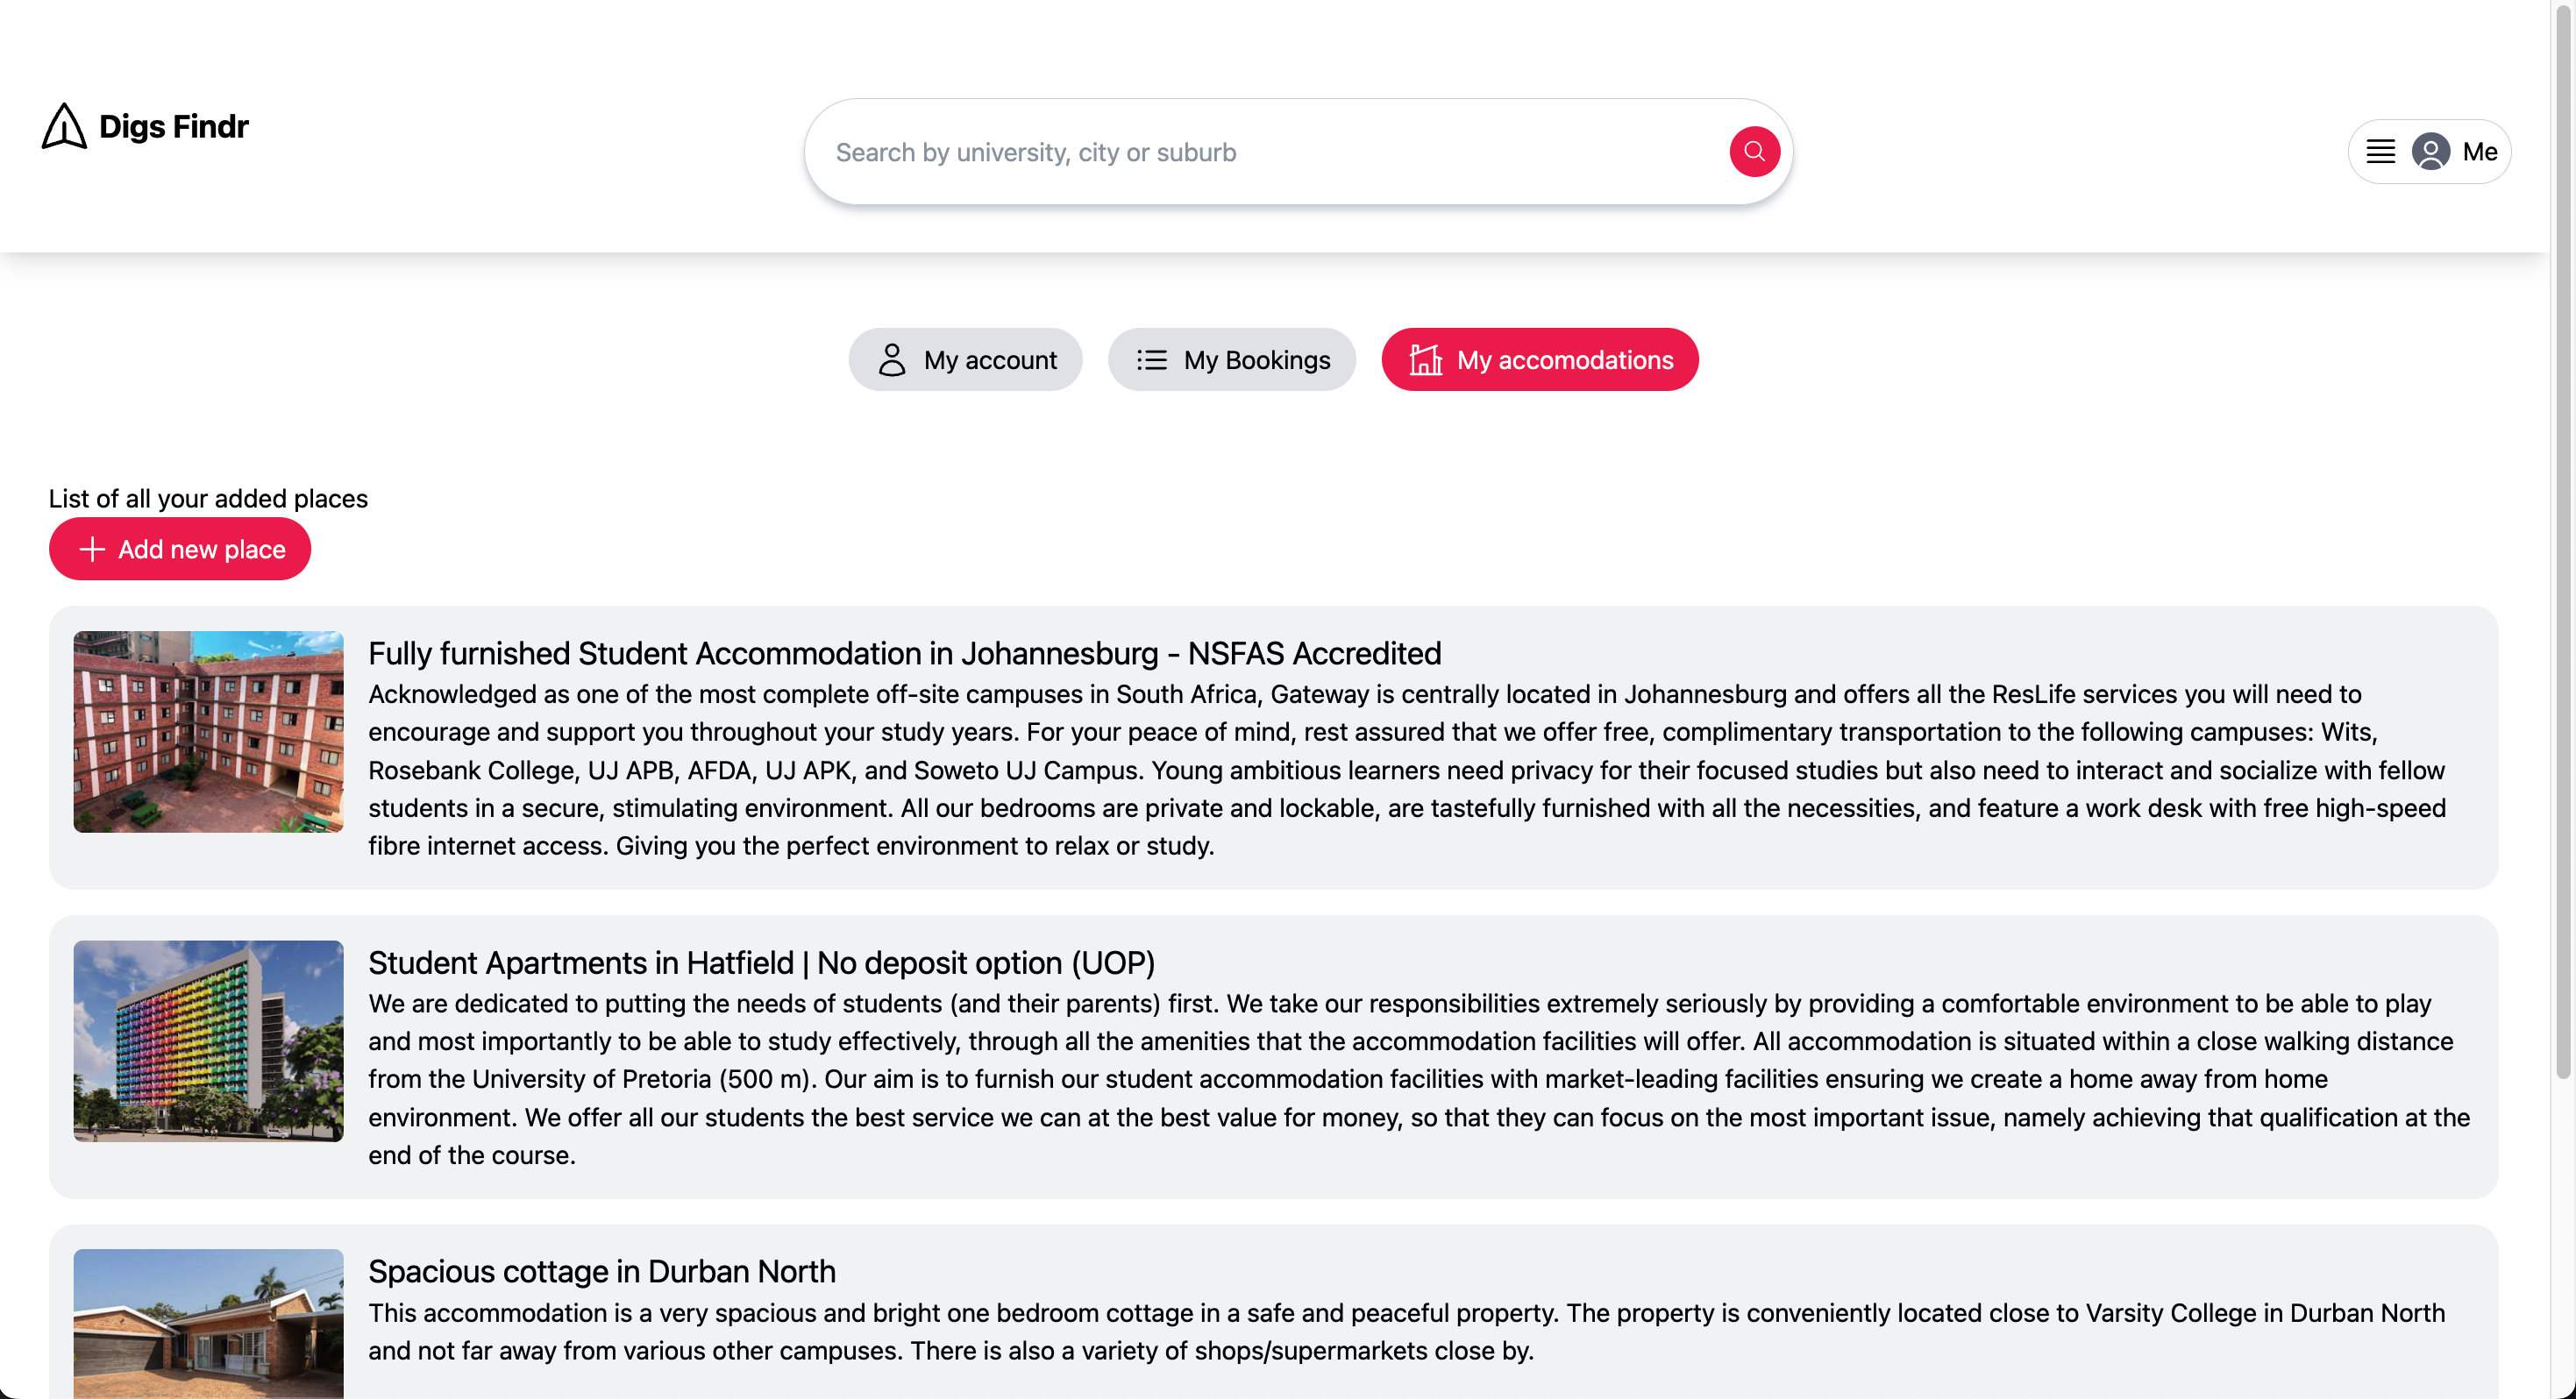 Digs Findr
Search by university, city or suburb
Me
My account
My Bookings
My accomodations
List of all your added places
Add new place
Fully furnished Student Accommodation in Johannesburg - NSFAS Accredited
Acknowledged as one of the most complete off-site campuses in South Africa, Gateway is centrally located in Johannesburg and offers all the ResLife services you will need to
encourage and support you throughout your study years. For your peace of mind, rest assured that we offer free, complimentary transportation to the following campuses: Wits,
Rosebank College, UJ APB, AFDA, UJ APK, and Soweto UJ Campus. Young ambitious learners need privacy for their focused studies but also need to interact and socialize with fellow
students in a secure, stimulating environment. All our bedrooms are private and lockable, are tastefully furnished with all the necessities, and feature a work desk with free high-speed
fibre internet access. Giving you the perfect environment to relax or study.
Student Apartments in Hatfield | No deposit option (UOP)
We are dedicated to putting the needs of students (and their parents) first. We take our responsibilities extremely seriously by providing a comfortable environment to be able to play
and most importantly to be able to study effectively, through all the amenities that the accommodation facilities will offer. All accommodation is situated within a close walking distance
from the University of Pretoria (500 m). Our aim is to furnish our student accommodation facilities with market-leading facilities ensuring we create a home away from home
environment. We offer all our students the best service we can at the best value for money, so that they can focus on the most important issue, namely achieving that qualification at the
end of the course.
Spacious cottage in Durban North
This accommodation is a very spacious and bright one bedroom cottage in a safe and peaceful property. The property is conveniently located close to Varsity College in Durban North
and not far away from various other campuses. There is also a variety of shops/supermarkets close by.